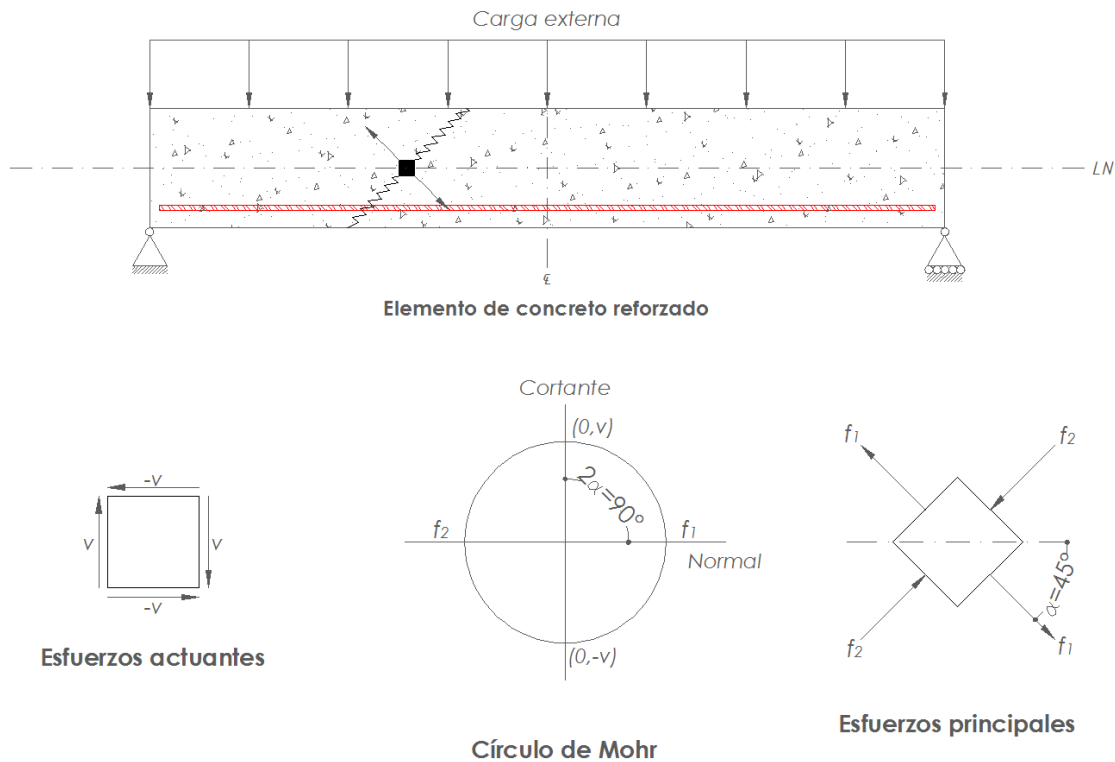 Carga externa
LN
℄
Elemento de concreto reforzado
Cortante
(0,v)
2α=90°
f₂
f₁
Normal
(0,-v)
Círculo de Mohr
-v
v
v
-v
Esfuerzos actuantes
f₁
f₂
α=45°
f₂
f₁
Esfuerzos principales